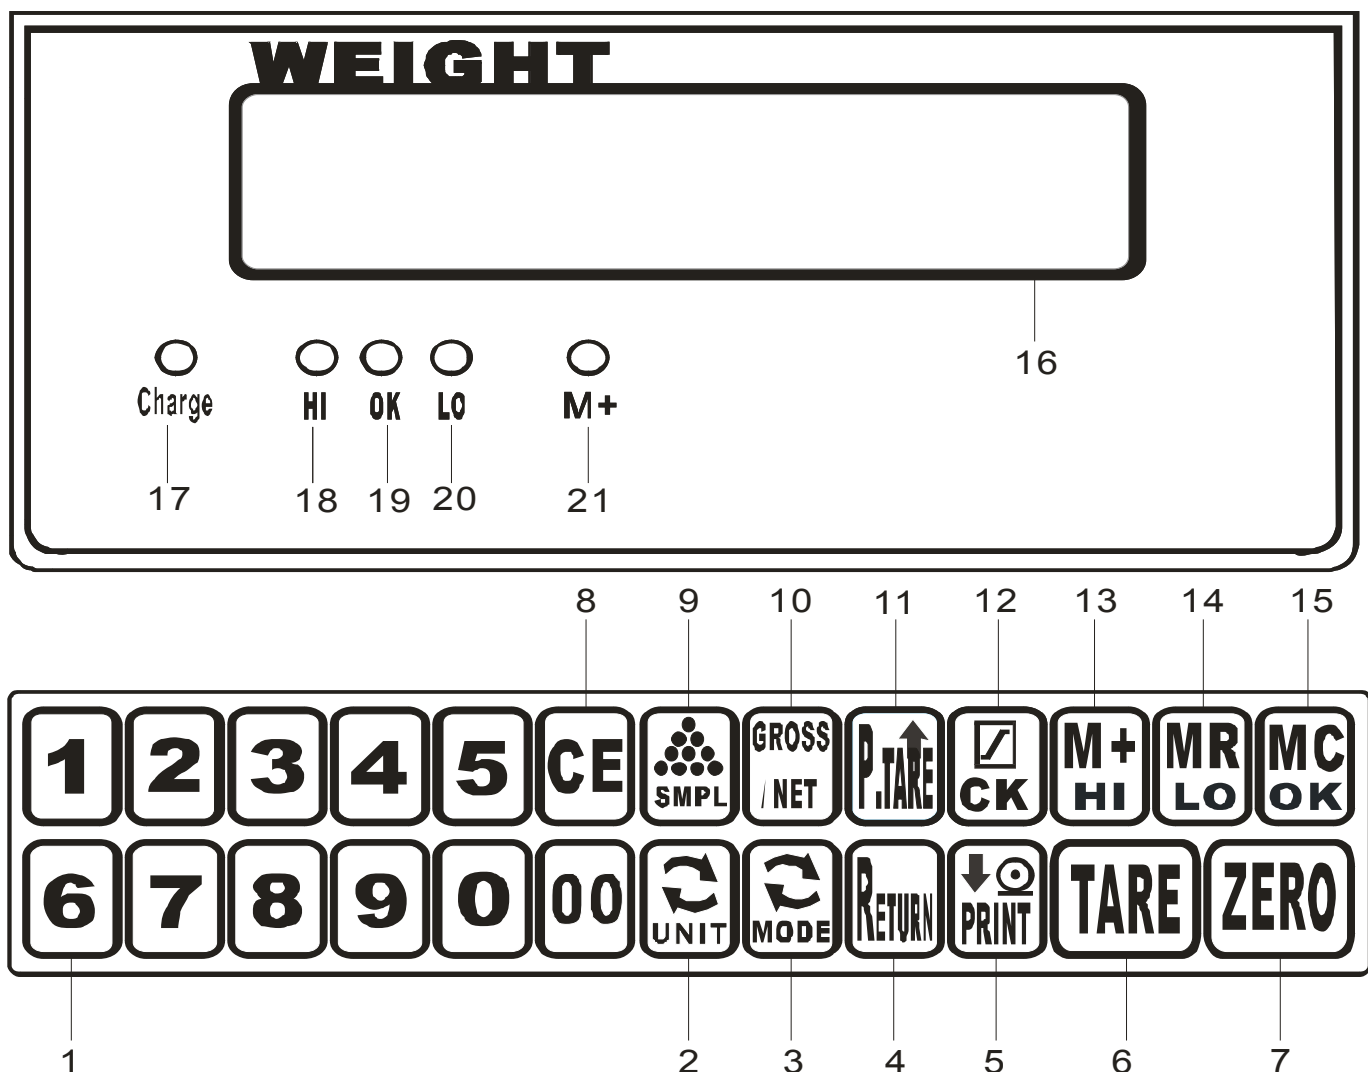 WEIGHT
16
Charge HI OK LO M+
17 18 19 20 21
8 9 10 11 12 13 14 15
1 2 3 4 5 CE SMPL GROSS / NET P.TARE CK M+ HI MR LO MC OK
6 7 8 9 0 00 UNIT MODE RETURN PRINT TARE ZERO
1 2 3 4 5 6 7